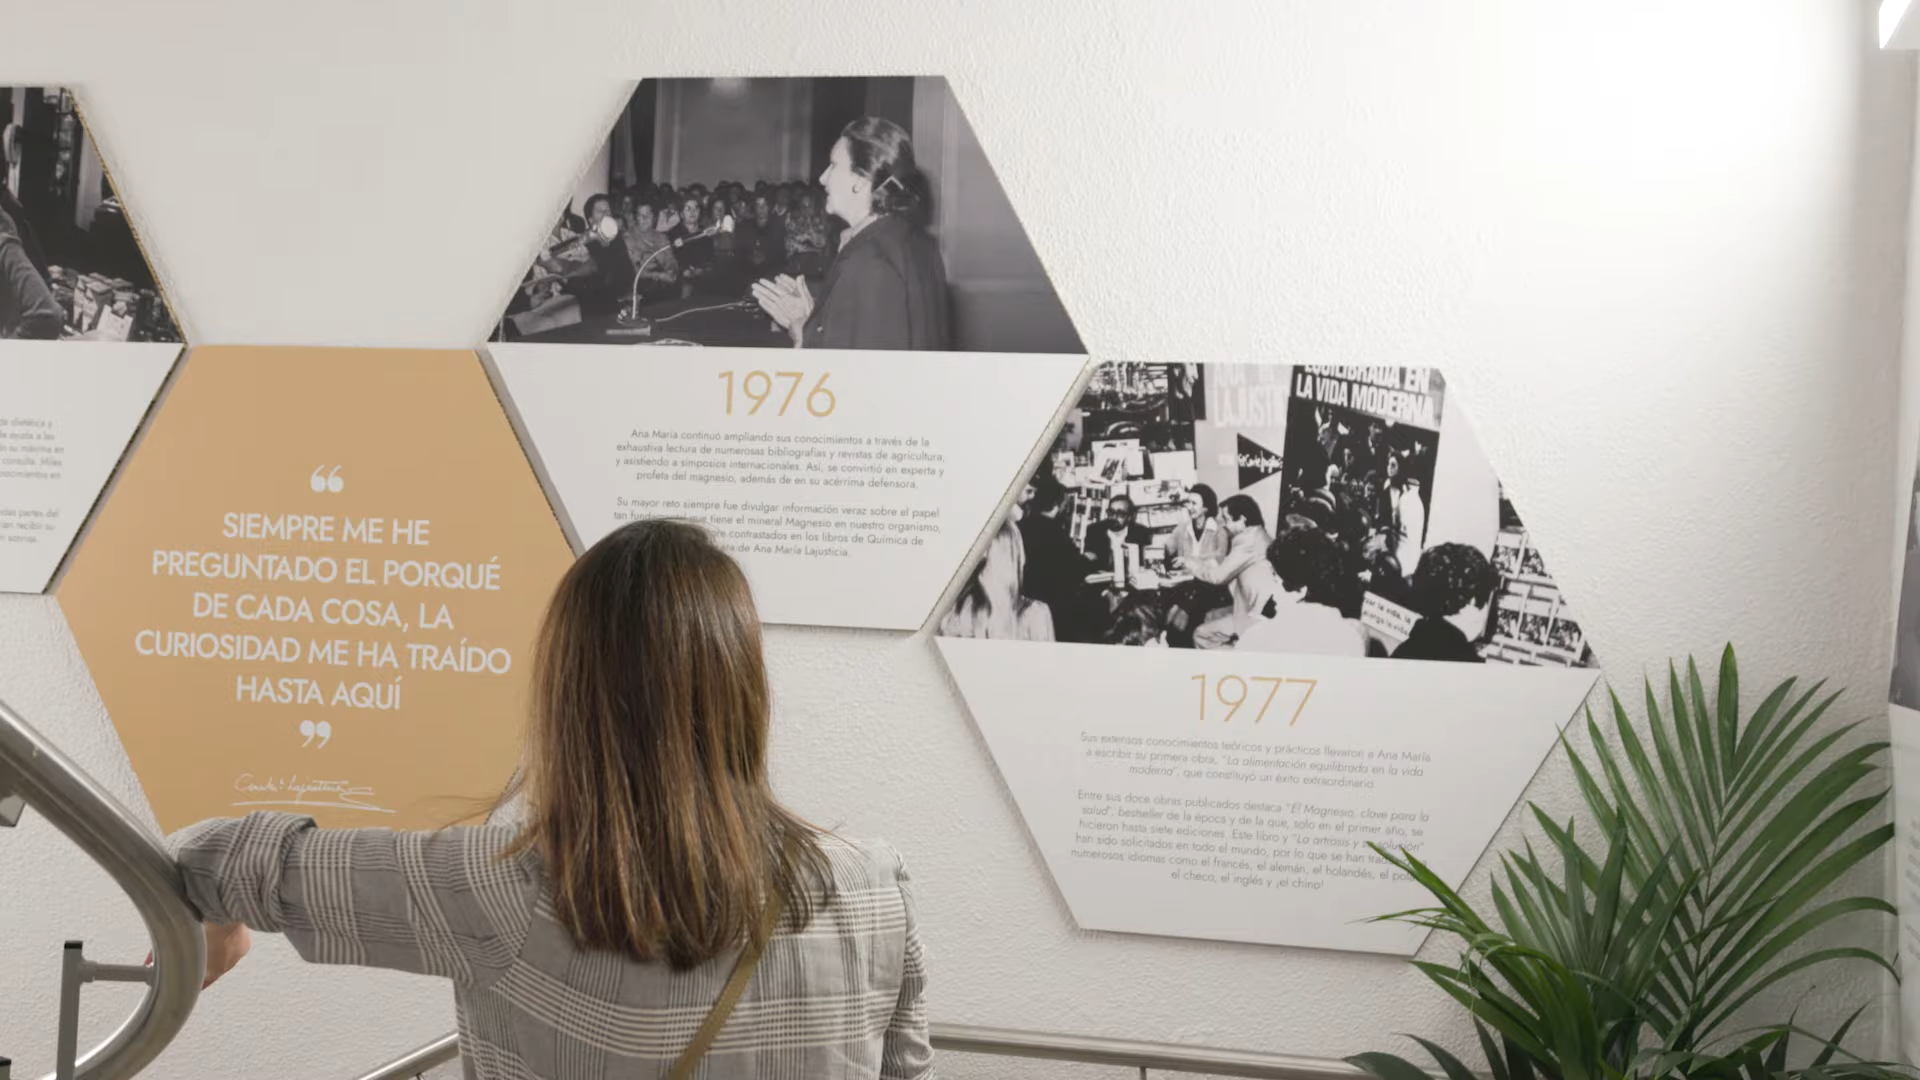 SIEMPRE ME HE
PREGUNTADO EL PORQUÉ
DE CADA COSA, LA
CURIOSIDAD ME HA TRAÍDO
HASTA AQUÍ
1976
Ana María continuó ampliando sus conocimientos a través de la
exhaustiva lectura de numerosas bibliografías y revistas de agricultura,
y asistiendo a simposios internacionales. Así, se convirtió en experta y
profeta del magnesio, además de en su acérrima defensora.
Su mayor reto siempre fue divulgar información veraz sobre el papel
tan fundamental que tiene el mineral Magnesio en nuestro organismo,
contrastados en los libros de Química de
de Ana María Lajusticia.
EQUILIBRADA EN
LA VIDA MODERNA
LAJUSTI
El Corte Inglés
1977
Sus extensos conocimientos teóricos y prácticos llevaron a Ana María
a escribir su primera obra, "La alimentación equilibrada en la vida
moderna", que constituyó un éxito extraordinario.
Entre sus doce obras publicadas destaca "El Magnesio, clave para la
salud", bestseller de la época y de la que, solo en el primer año, se
hicieron hasta siete ediciones. Este libro y "La artrosis y su solución"
han sido solicitados en todo el mundo, por lo que se han
numerosos idiomas como el francés, el alemán, el holandés, el
el checo, el inglés y ¡el chino!